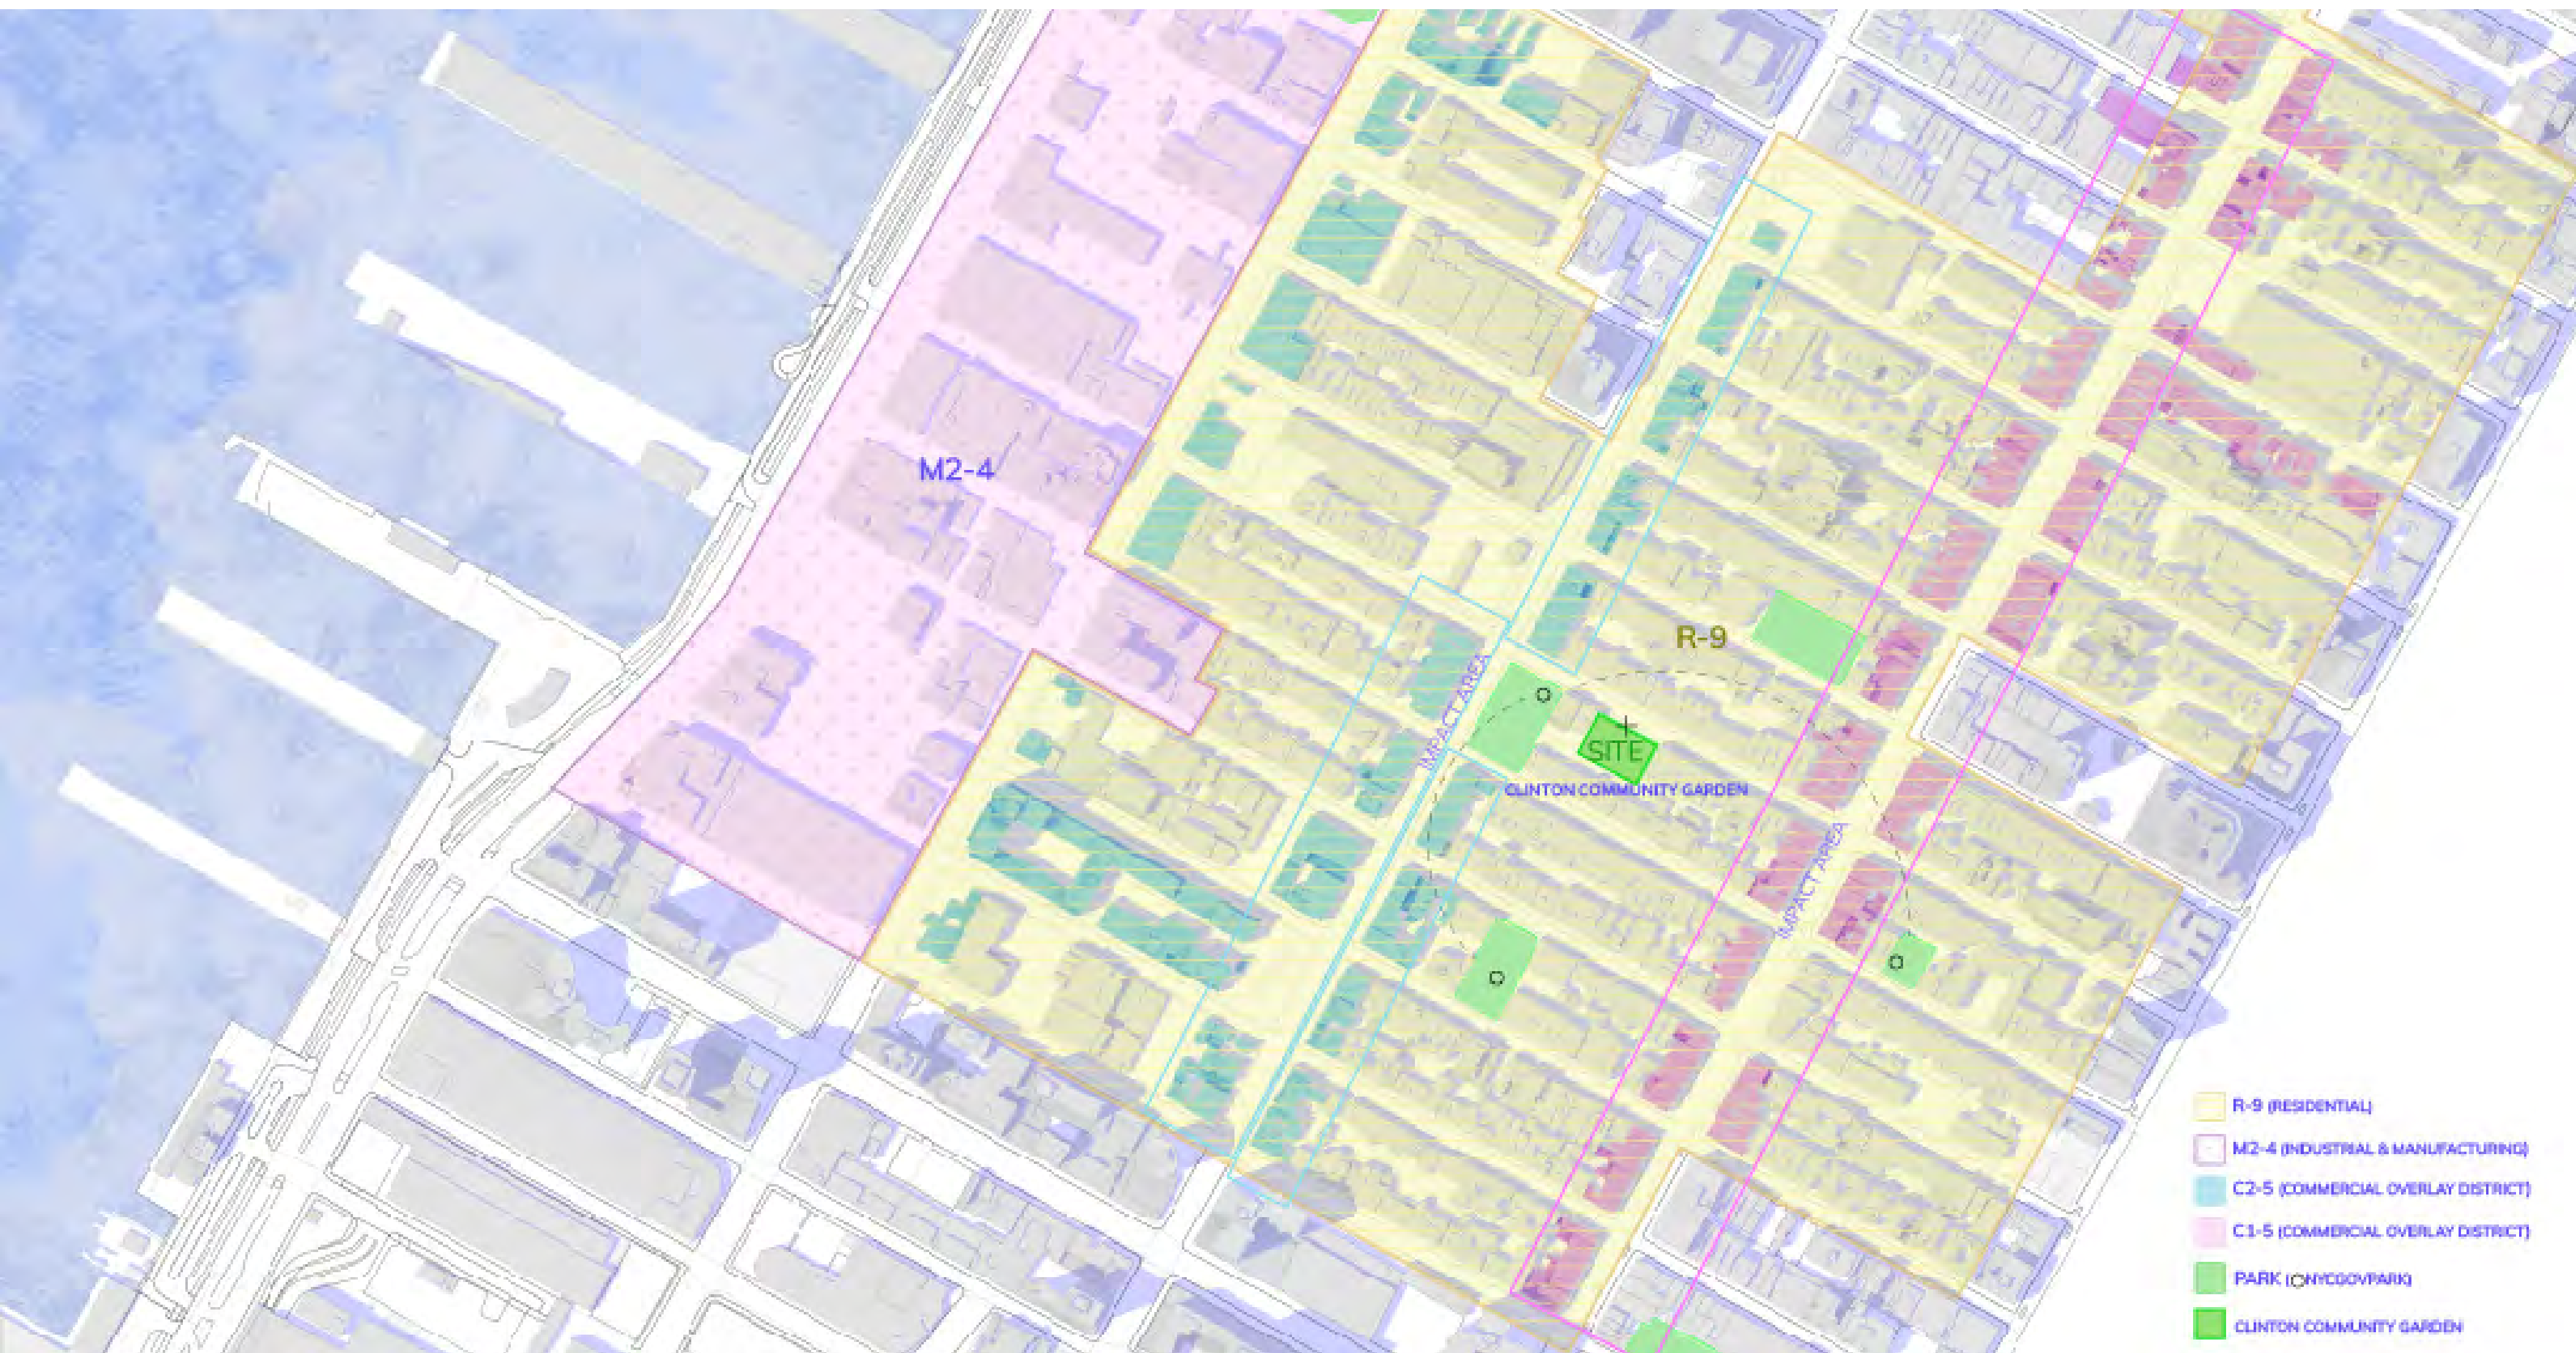 M2-4
R-9
IMPACT AREA
SITE
CLINTON COMMUNITY GARDEN
IMPACT AREA
R-9 (RESIDENTIAL)
M2-4 (INDUSTRIAL & MANUFACTURING)
C2-5 (COMMERCIAL OVERLAY DISTRICT)
C1-5 (COMMERCIAL OVERLAY DISTRICT)
PARK (○NYCGOVPARK)
CLINTON COMMUNITY GARDEN